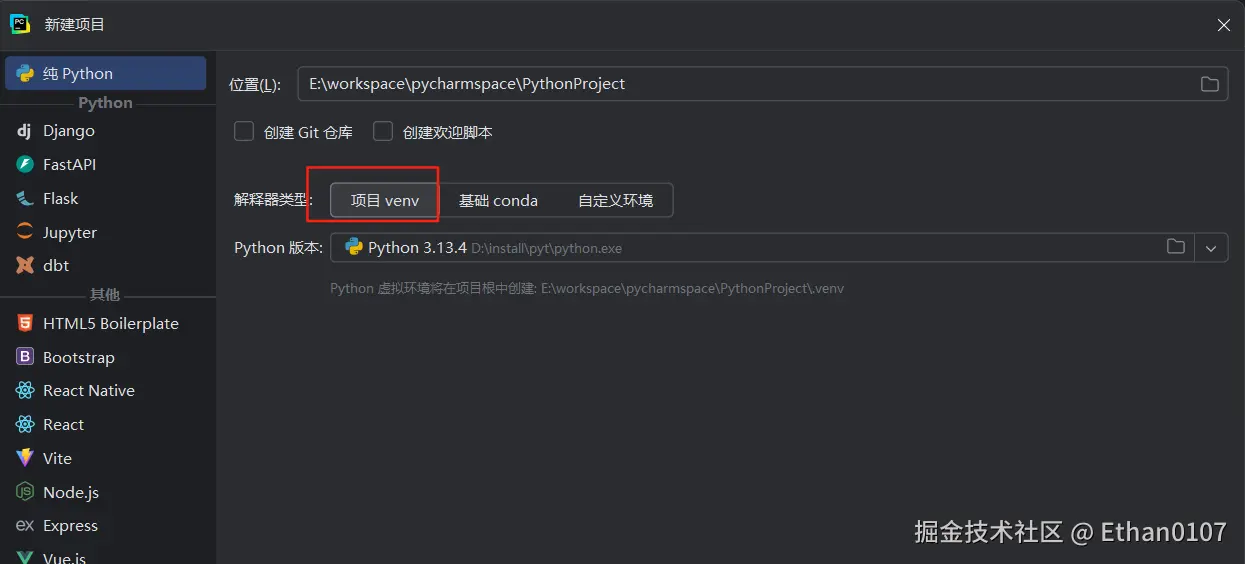 PC
新建项目
纯 Python
Python
dj Django
FastAPI
Flask
Jupyter
dbt
其他
HTML5 Boilerplate
B Bootstrap
React Native
React
Vite
Node.js
ex Express
Vue.js
位置(L): E:\workspace\pycharmspace\PythonProject
创建 Git 仓库 创建欢迎脚本
解释器类型: 项目 venv 基础 conda 自定义环境
Python 版本: Python 3.13.4 D:\install\pyt\python.exe
Python 虚拟环境将在项目根中创建: E:\workspace\pycharmspace\PythonProject\.venv
掘金技术社区 @ Ethan0107